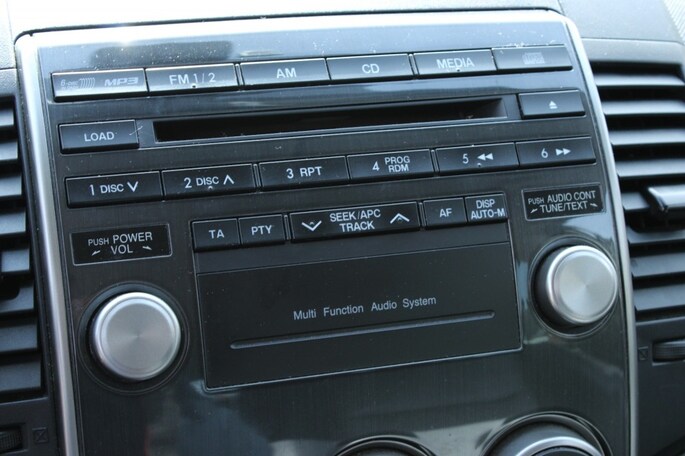 MP3 FM 1/2 AM CD MEDIA
LOAD
1 DISC ∨ 2 DISC ∧ 3 RPT 4 PROG RDM 5 ◀◀ 6 ▶▶
TA PTY ∨ SEEK/APC TRACK ∧ AF DISP AUTO-M
PUSH AUDIO CONT
TUNE/TEXT
PUSH POWER
VOL
Multi Function Audio System